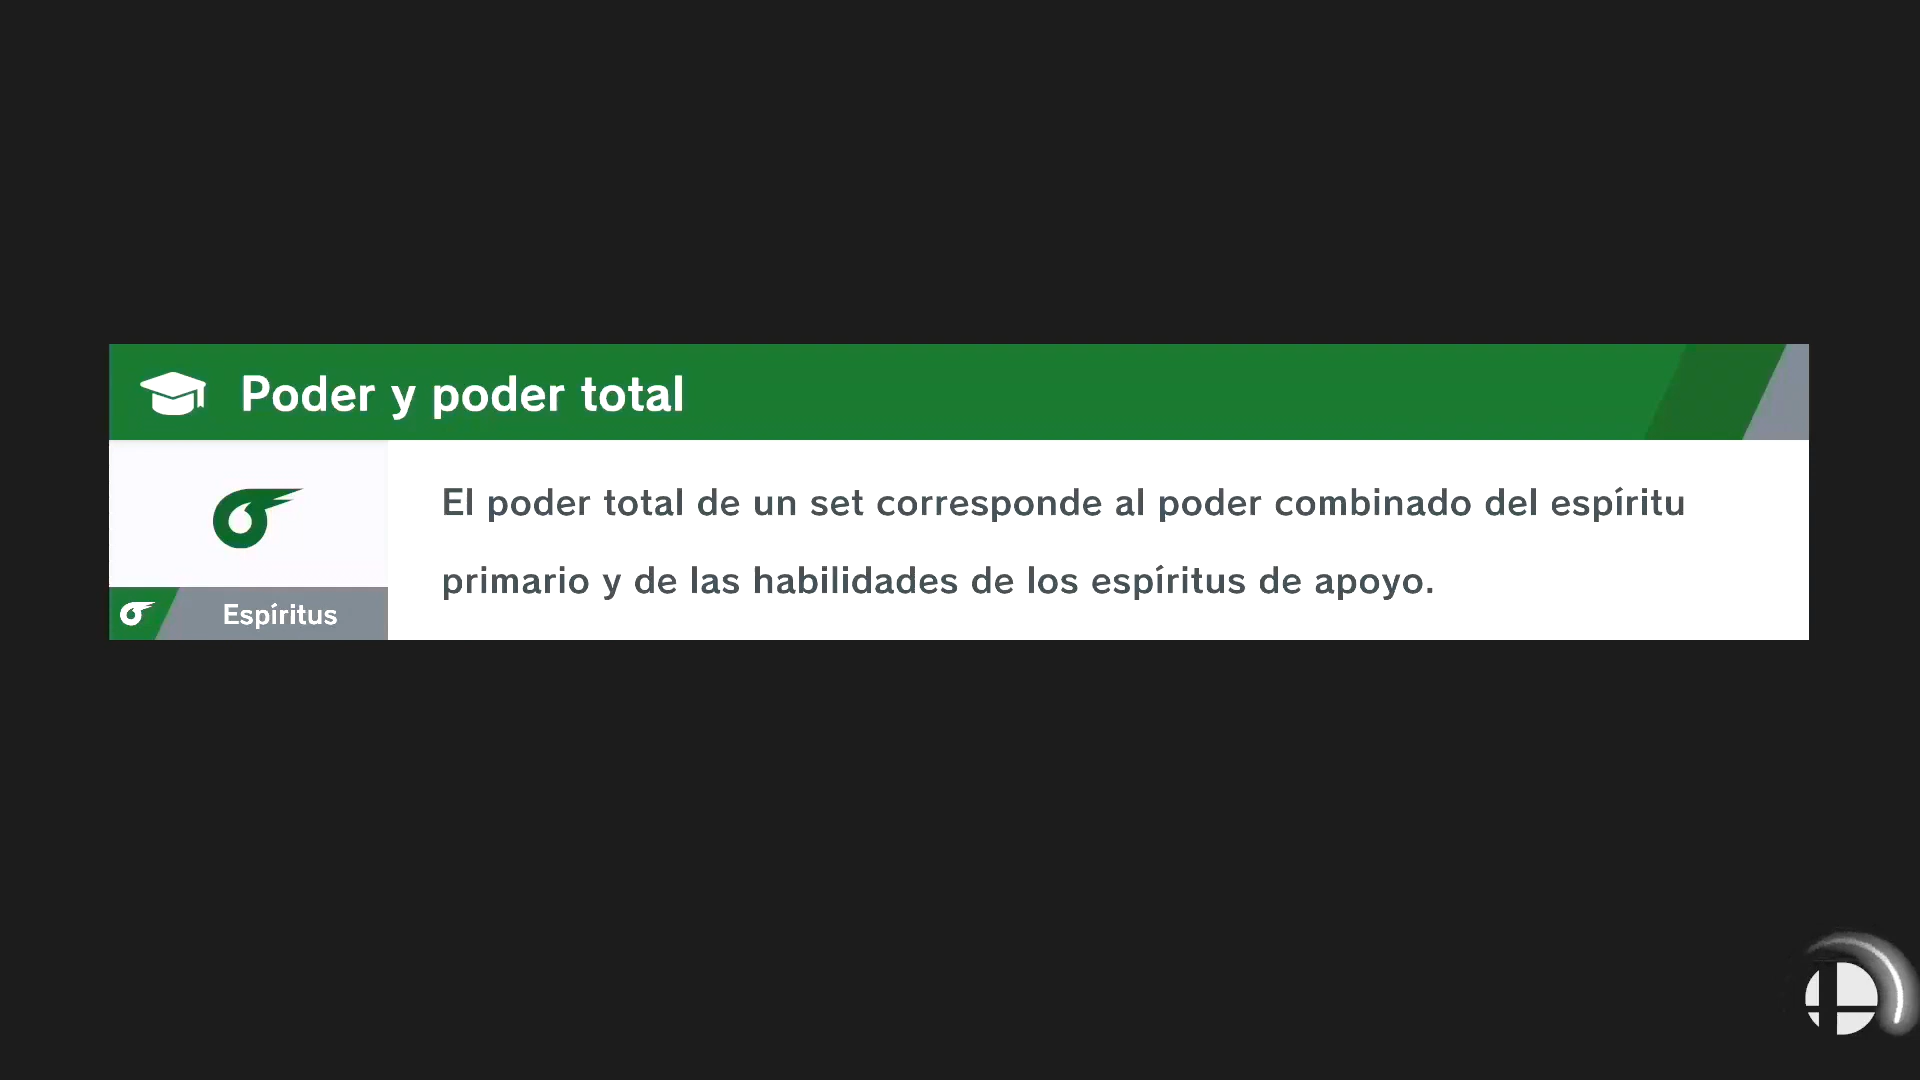 Poder y poder total
El poder total de un set corresponde al poder combinado del espíritu
primario y de las habilidades de los espíritus de apoyo.
Espíritus